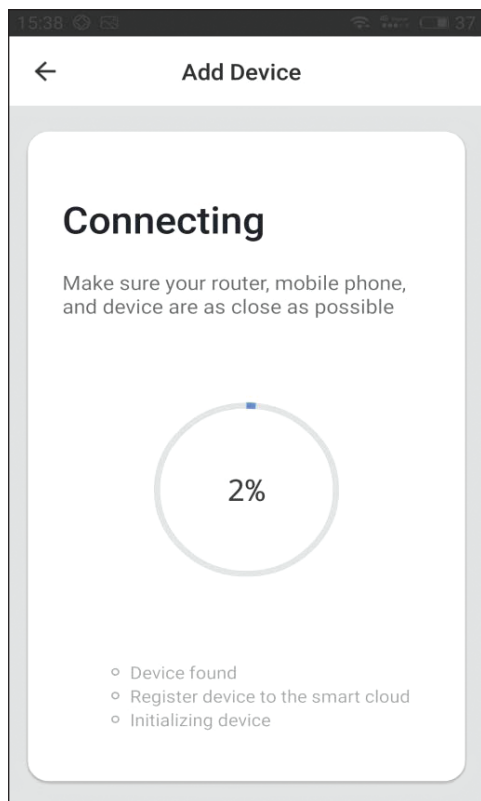 15:38 37
Add Device
Connecting
Make sure your router, mobile phone,
and device are as close as possible
2%
Device found
Register device to the smart cloud
Initializing device